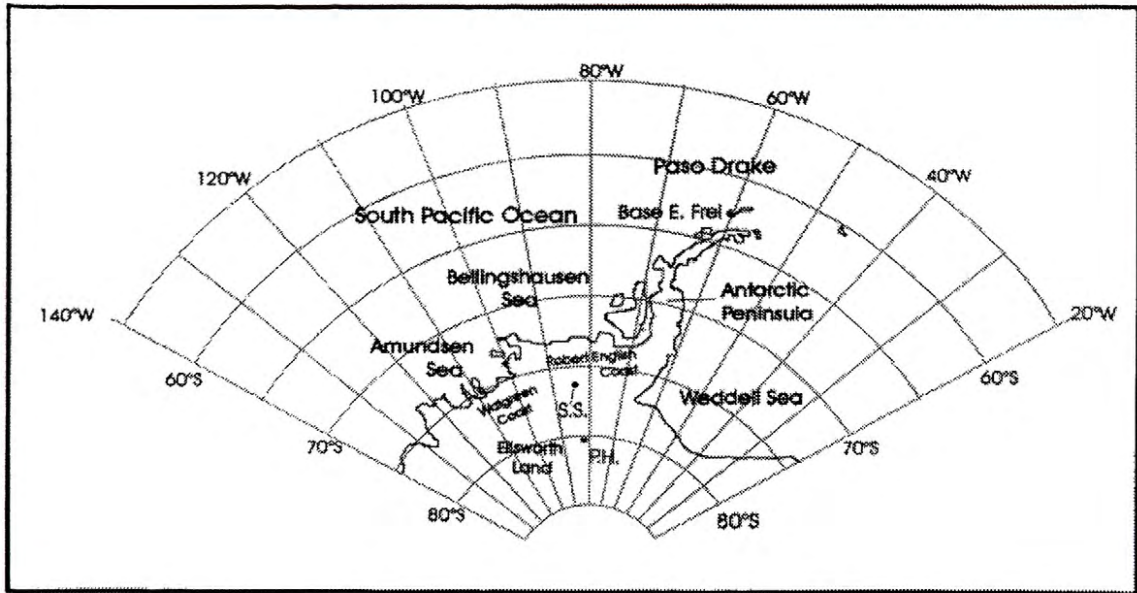 80°W
100°W
60°W
120°W
Paso Drake
40°W
South Pacific Ocean
Base E. Frei
Bellingshausen
Sea
Antarctic
Peninsula
140°W
20°W
Amundsen
Sea
Robert English
Coast
60°S
60°S
Walgreen
Coast
S.S.
Weddell Sea
70°S
70°S
Ellsworth
Land
P.H.
80°S
80°S